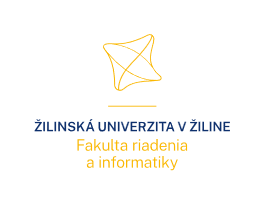 ŽILINSKÁ UNIVERZITA V ŽILINE
Fakulta riadenia
a informatiky